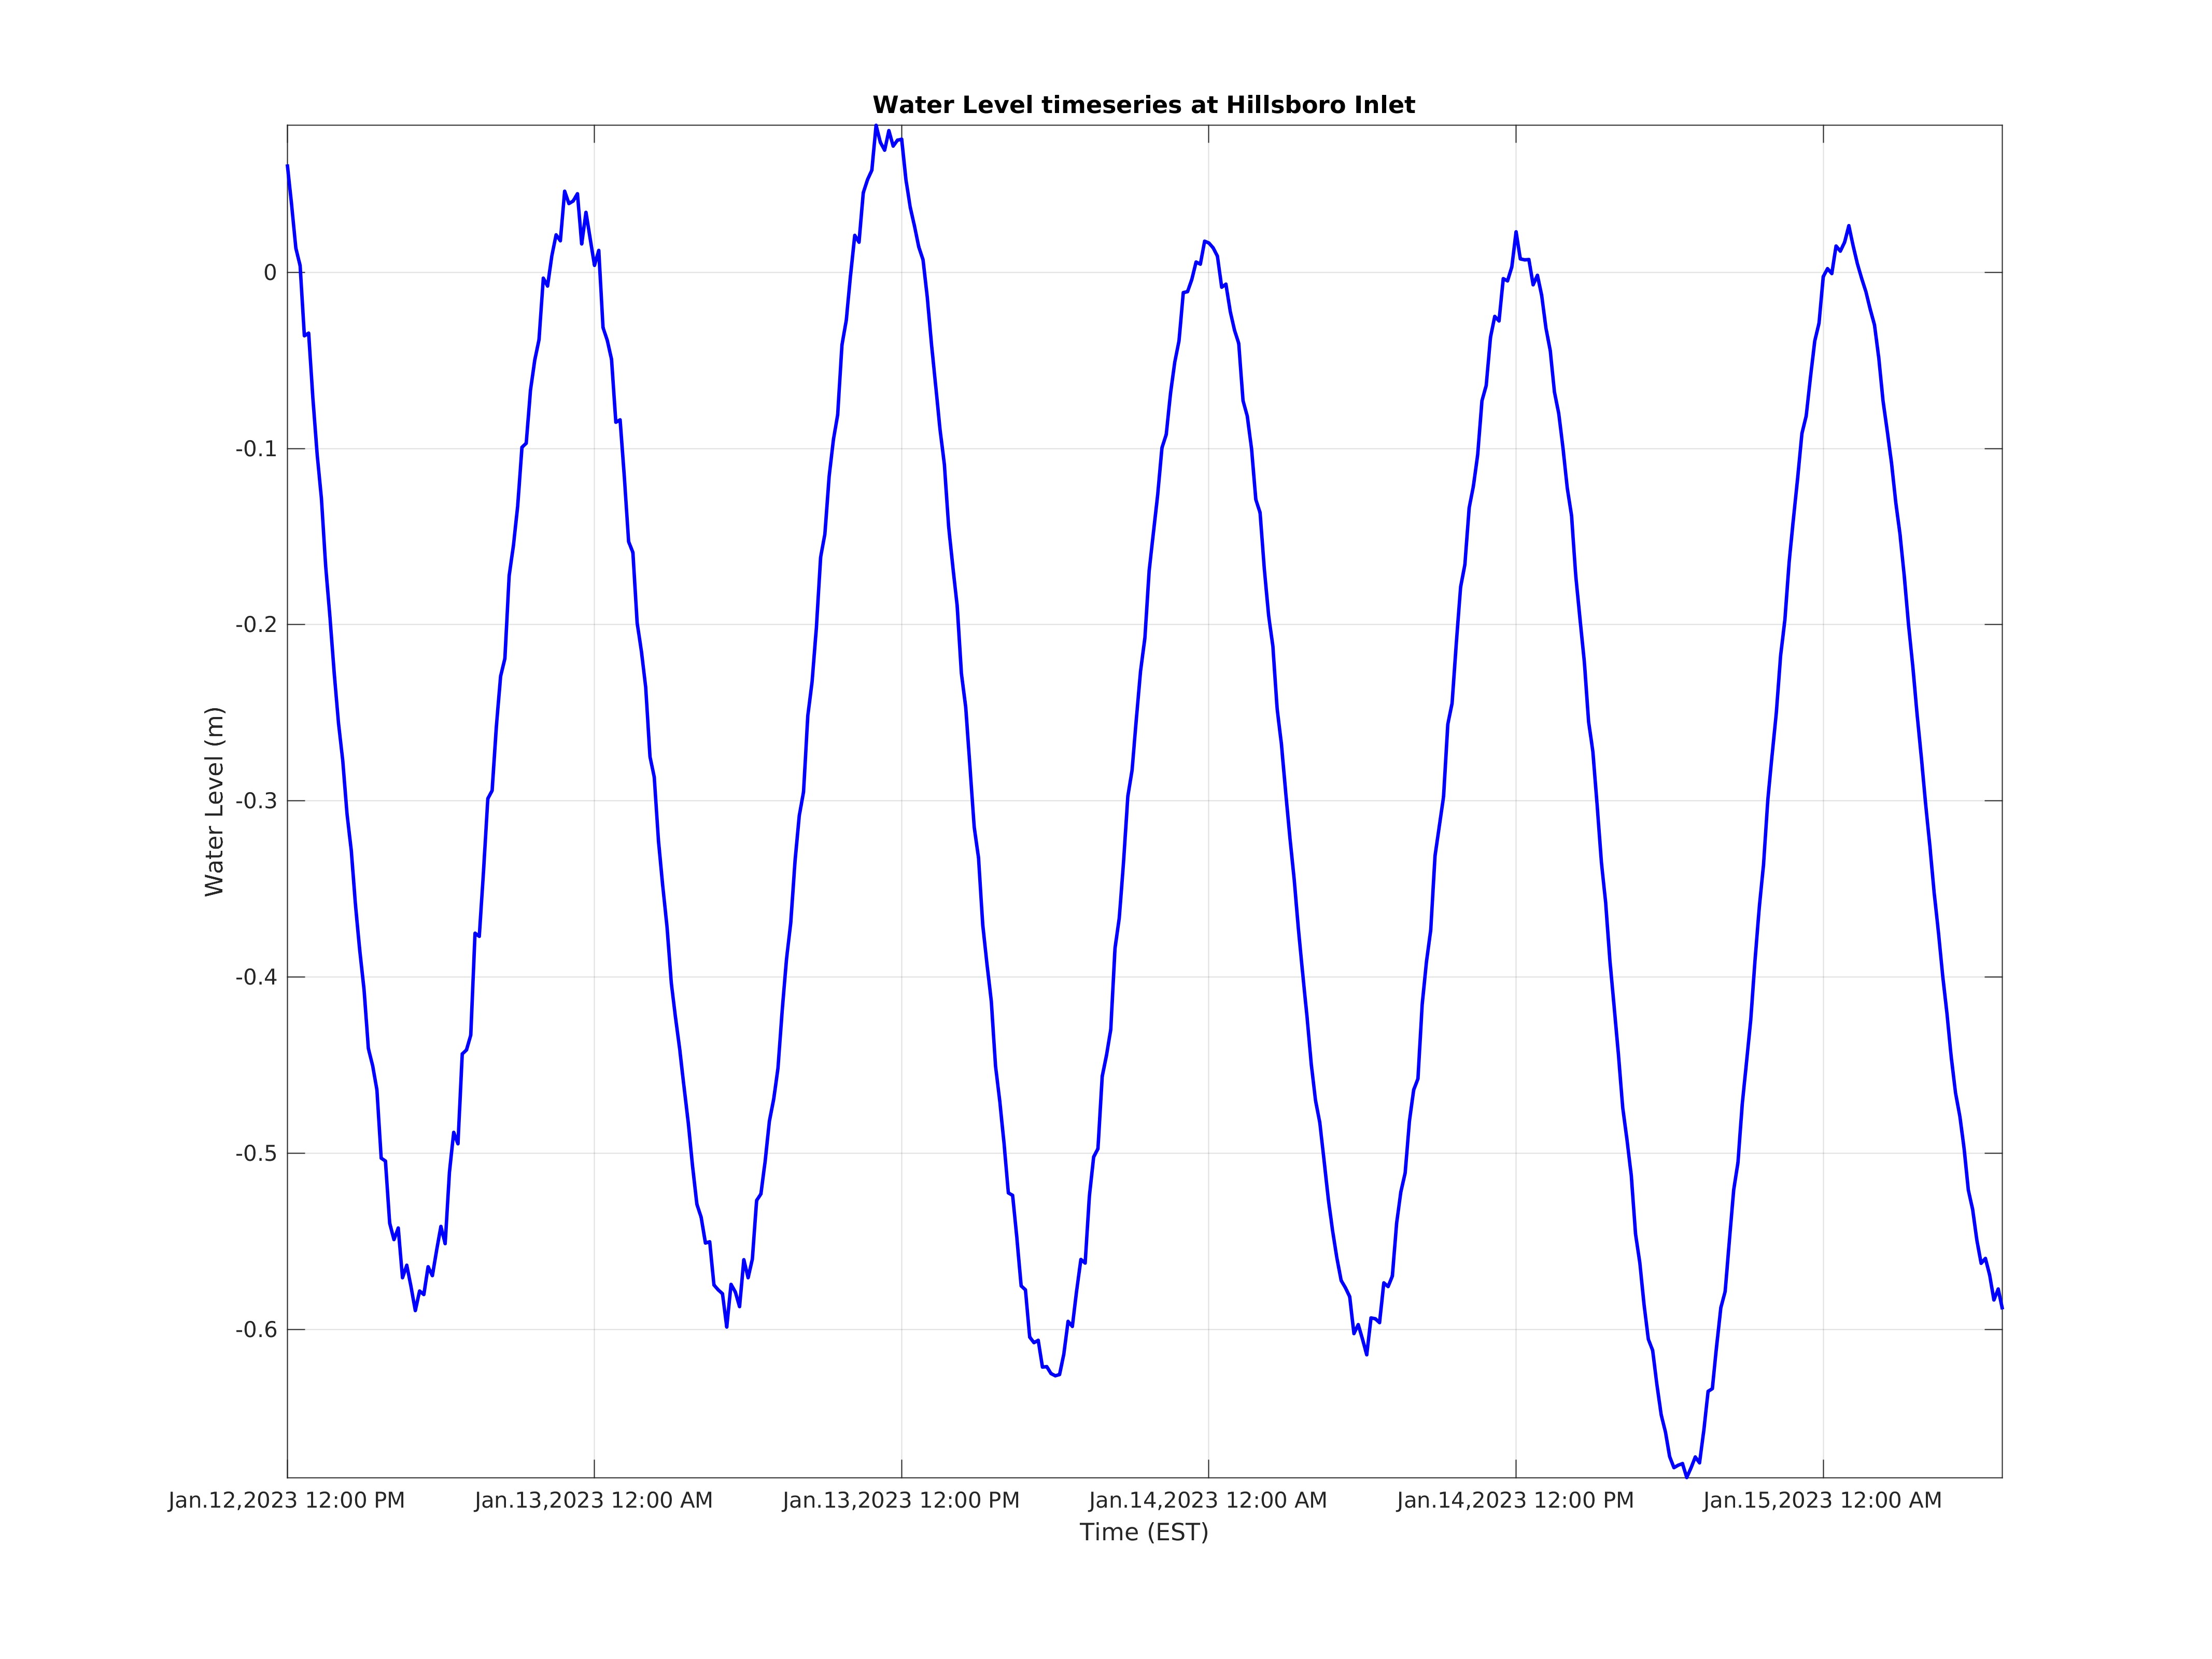 Water Level timeseries at Hillsboro Inlet
0
-0.1
-0.2
-0.3
-0.4
-0.5
-0.6
Water Level (m)
Jan.12,2023 12:00 PM
Jan.13,2023 12:00 AM
Jan.13,2023 12:00 PM
Jan.14,2023 12:00 AM
Jan.14,2023 12:00 PM
Jan.15,2023 12:00 AM
Time (EST)